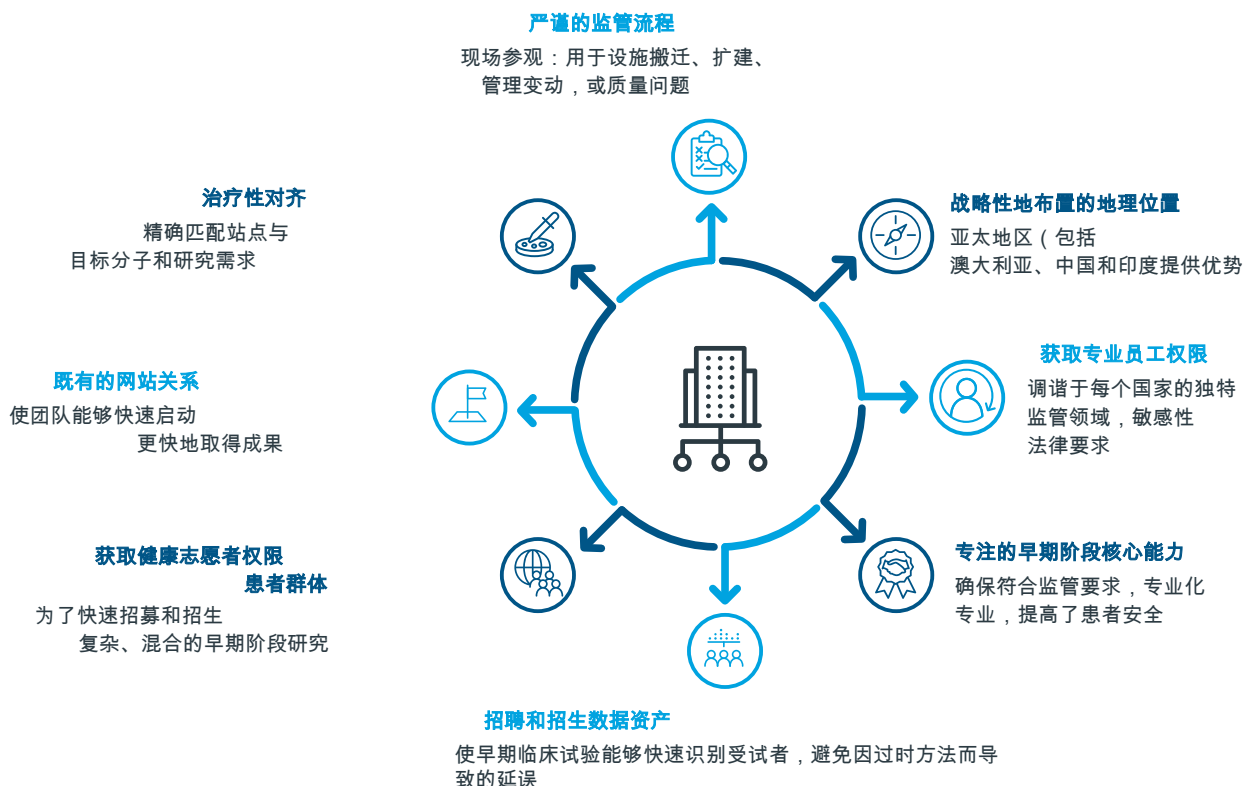 严谨的监管流程
现场参观：用于设施搬迁、扩建、
管理变动，或质量问题
战略性地布置的地理位置
亚太地区（包括
澳大利亚、中国和印度提供优势
获取专业员工权限
调谐于每个国家的独特
监管领域，敏感性
法律要求
专注的早期阶段核心能力
确保符合监管要求，专业化
专业，提高了患者安全
招聘和招生数据资产
使早期临床试验能够快速识别受试者，避免因过时方法而导
致的延误
获取健康志愿者权限
患者群体
为了快速招募和招生
复杂、混合的早期阶段研究
既有的网站关系
使团队能够快速启动
更快地取得成果
治疗性对齐
精确匹配站点与
目标分子和研究需求